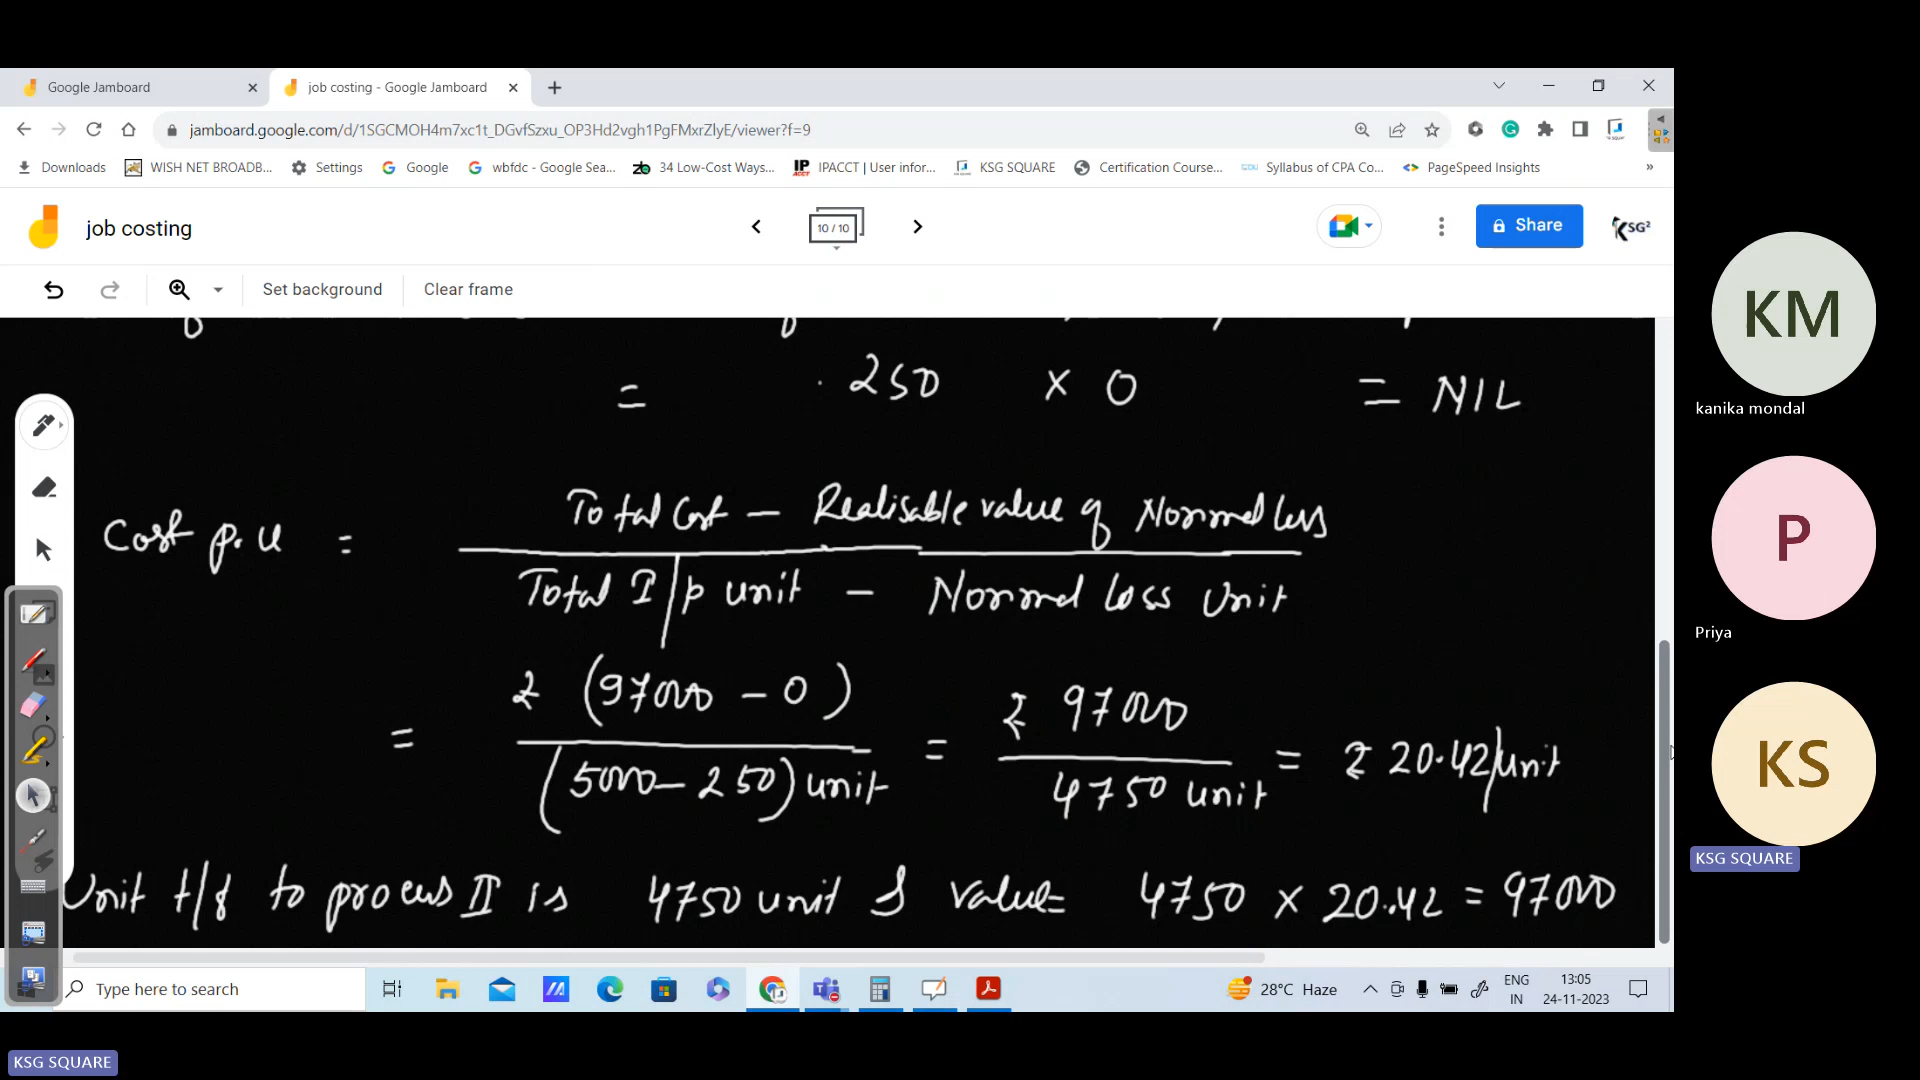 Google Jamboard
job costing - Google Jamboard
jamboard.google.com/d/1SGCMOH4m7xc1t_DGvfSzxu_OP3Hd2vgh1PgFMxrZlyE/viewer?f=9
Downloads WISH NET BROADB... Settings Google wbfdc - Google Sea... 34 Low-Cost Ways... IPACCT | User infor... KSG SQUARE Certification Course... Syllabus of CPA Co... PageSpeed Insights »
job costing
10 / 10
Share
KSG²
Set background
Clear frame
= 250 × 0 = NIL
Cost p.u = Total Cost — Realisable value of Normal loss
Total I/p unit — Normal loss Unit
= ₹ (97000 — 0) = ₹ 97000 = ₹ 20.42/unit
(5000 — 250) unit 4750 unit
Unit t/f to process II is 4750 unit & value= 4750 × 20.42 = 97000
Type here to search
28°C Haze
ENG
IN
13:05
24-11-2023
KM
kanika mondal
P
Priya
KS
KSG SQUARE
KSG SQUARE